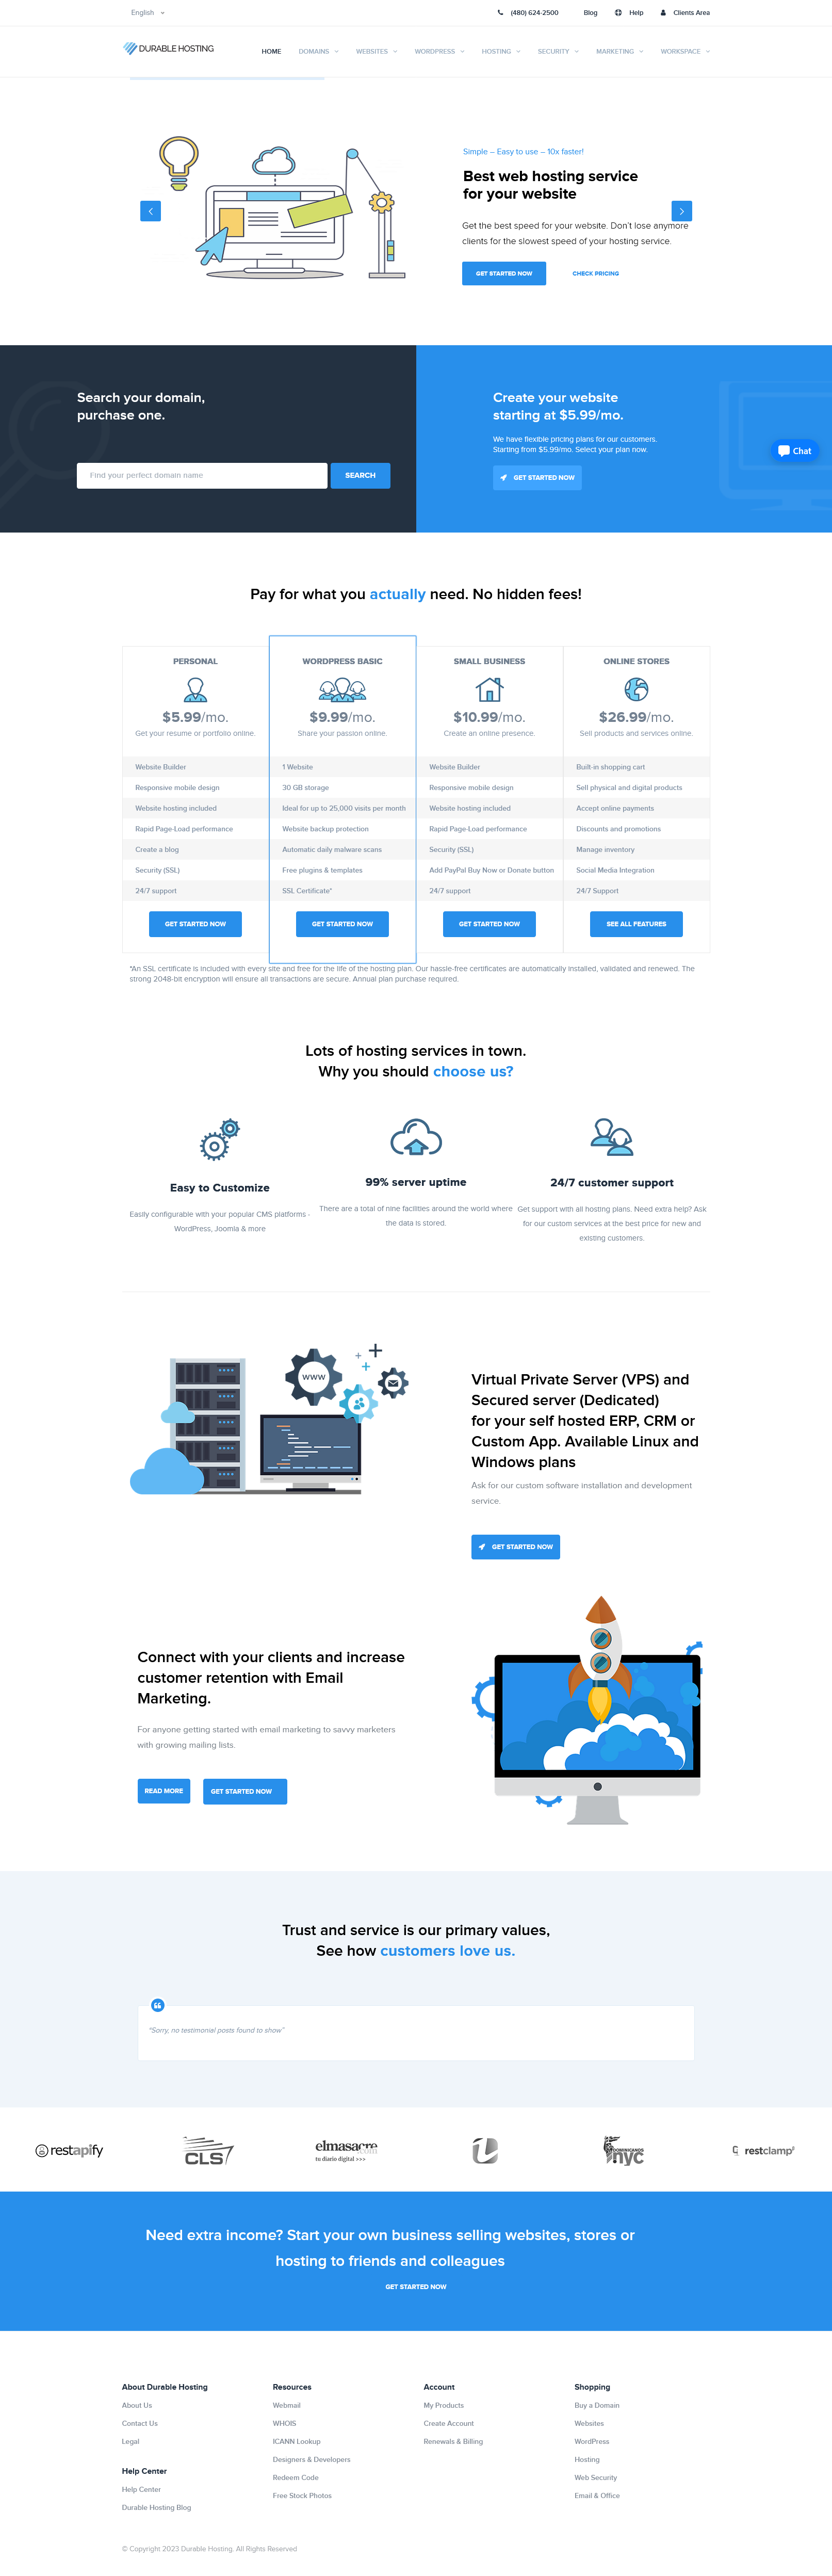 English
(480) 624-2500
Blog
Help
Clients Area
DURABLE HOSTING
HOME
DOMAINS
WEBSITES
WORDPRESS
HOSTING
SECURITY
MARKETING
WORKSPACE
Simple – Easy to use – 10x faster!
Best web hosting service
for your website
Get the best speed for your website. Don't lose anymore
clients for the slowest speed of your hosting service.
GET STARTED NOW
CHECK PRICING
Search your domain,
purchase one.
Find your perfect domain name
SEARCH
Create your website
starting at $5.99/mo.
We have flexible pricing plans for our customers.
Starting from $5.99/mo. Select your plan now.
GET STARTED NOW
Chat
Pay for what you actually need. No hidden fees!
PERSONAL
$5.99/mo.
Get your resume or portfolio online.
Website Builder
Responsive mobile design
Website hosting included
Rapid Page-Load performance
Create a blog
Security (SSL)
24/7 support
GET STARTED NOW
WORDPRESS BASIC
$9.99/mo.
Share your passion online.
1 Website
30 GB storage
Ideal for up to 25,000 visits per month
Website backup protection
Automatic daily malware scans
Free plugins & templates
SSL Certificate*
GET STARTED NOW
SMALL BUSINESS
$10.99/mo.
Create an online presence.
Website Builder
Responsive mobile design
Website hosting included
Rapid Page-Load performance
Security (SSL)
Add PayPal Buy Now or Donate button
24/7 support
GET STARTED NOW
ONLINE STORES
$26.99/mo.
Sell products and services online.
Built-in shopping cart
Sell physical and digital products
Accept online payments
Discounts and promotions
Manage inventory
Social Media Integration
24/7 Support
SEE ALL FEATURES
*An SSL certificate is included with every site and free for the life of the hosting plan. Our hassle-free certificates are automatically installed, validated and renewed. The
strong 2048-bit encryption will ensure all transactions are secure. Annual plan purchase required.
Lots of hosting services in town.
Why you should choose us?
Easy to Customize
Easily configurable with your popular CMS platforms -
WordPress, Joomla & more
99% server uptime
There are a total of nine facilities around the world where
the data is stored.
24/7 customer support
Get support with all hosting plans. Need extra help? Ask
for our custom services at the best price for new and
existing customers.
WWW
Virtual Private Server (VPS) and
Secured server (Dedicated)
for your self hosted ERP, CRM or
Custom App. Available Linux and
Windows plans
Ask for our custom software installation and development
service.
GET STARTED NOW
Connect with your clients and increase
customer retention with Email
Marketing.
For anyone getting started with email marketing to savvy marketers
with growing mailing lists.
READ MORE
GET STARTED NOW
Trust and service is our primary values,
See how customers love us.
“Sorry, no testimonial posts found to show”
restapify
CLS
elmasacre
.com
tu diario digital >>>
DOMINICANOS
nyc
restclamp
Need extra income? Start your own business selling websites, stores or
hosting to friends and colleagues
GET STARTED NOW
About Durable Hosting
About Us
Contact Us
Legal
Help Center
Help Center
Durable Hosting Blog
Resources
Webmail
WHOIS
ICANN Lookup
Designers & Developers
Redeem Code
Free Stock Photos
Account
My Products
Create Account
Renewals & Billing
Shopping
Buy a Domain
Websites
WordPress
Hosting
Web Security
Email & Office
© Copyright 2023 Durable Hosting. All Rights Reserved